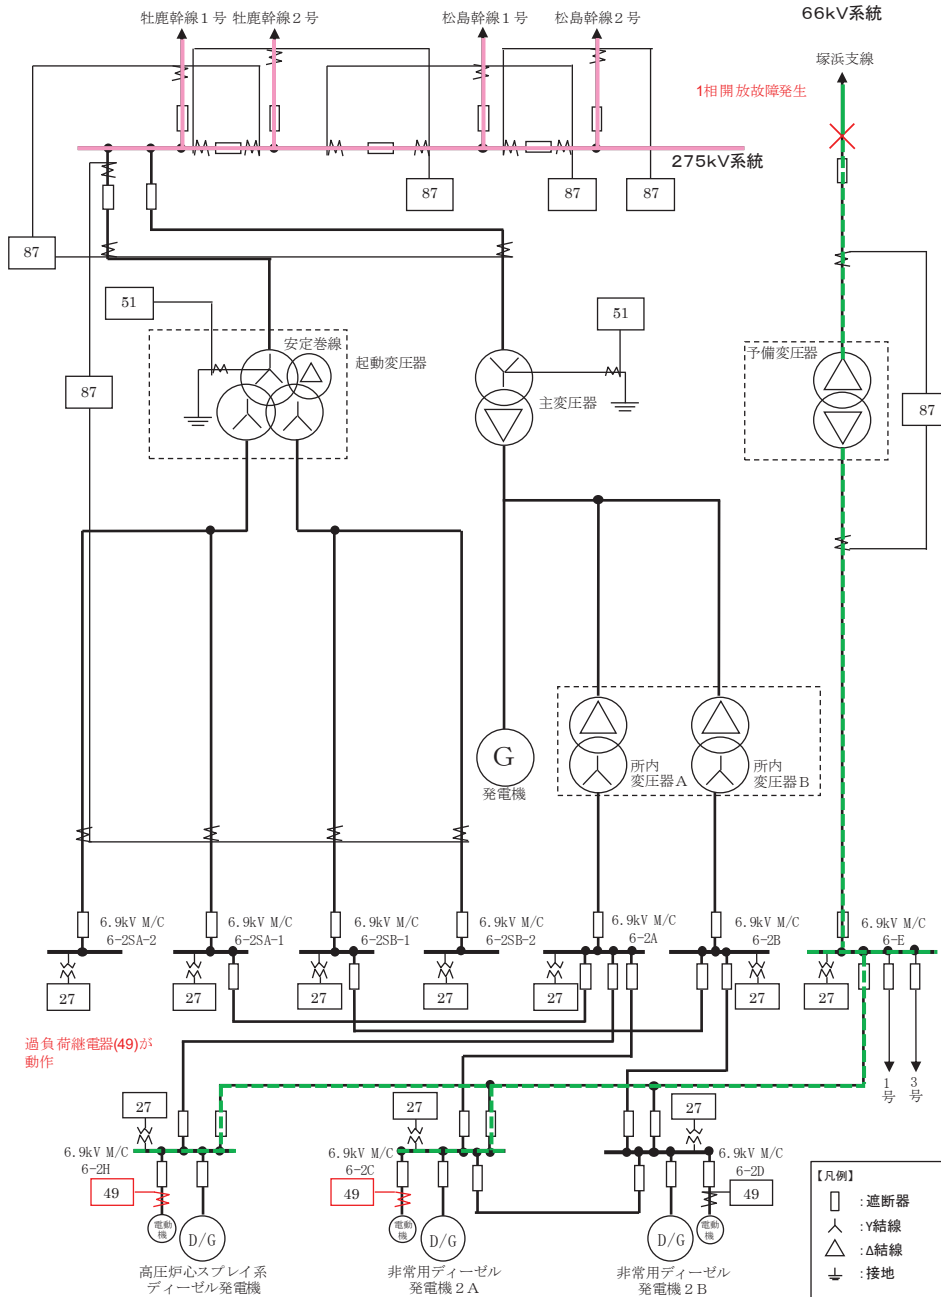 66kV系統
牡鹿幹線1号 牡鹿幹線2号 松島幹線1号 松島幹線2号
塚浜支線
1相開放故障発生
275kV系統
87
87
87
87
51
51
安定巻線
起動変圧器
予備変圧器
87
主変圧器
87
G
発電機
所内
変圧器A
所内
変圧器B
6.9kV M/C
6-2SA-2
6.9kV M/C
6-2SA-1
6.9kV M/C
6-2SB-1
6.9kV M/C
6-2SB-2
6.9kV M/C
6-2A
6.9kV M/C
6-2B
6.9kV M/C
6-E
27
27
27
27
27
27
27
過負荷継電器(49)が
動作
1号
3号
27
27
27
6.9kV M/C
6-2H
6.9kV M/C
6-2C
6.9kV M/C
6-2D
49
49
49
電動機
D/G
電動機
D/G
D/G
電動機
高圧炉心スプレイ系
ディーゼル発電機
非常用ディーゼル
発電機2A
非常用ディーゼル
発電機2B
【凡例】
:遮断器
:Y結線
:Δ結線
:接地